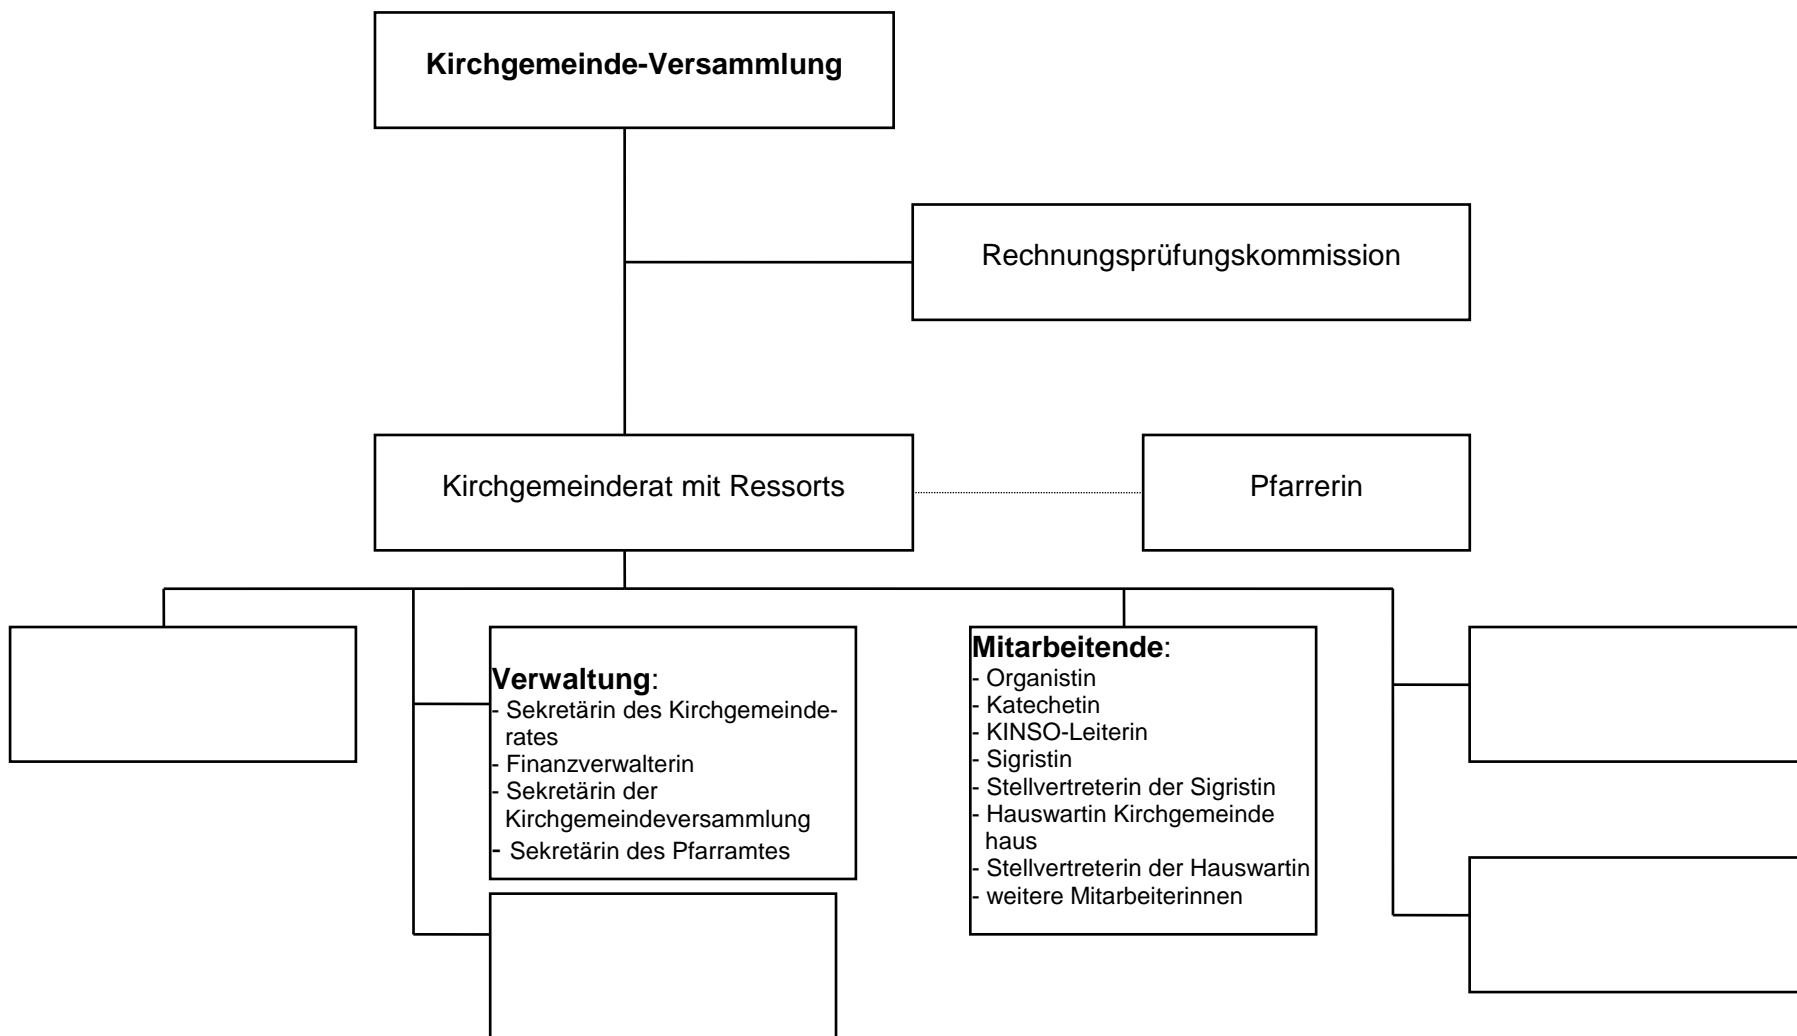 Kirchgemeinde-Versammlung
Rechnungsprüfungskommission
Kirchgemeinderat mit Ressorts
Pfarrerin
Verwaltung:
- Sekretärin des Kirchgemeinde-
rates
- Finanzverwalterin
- Sekretärin der
Kirchgemeindeversammlung
- Sekretärin des Pfarramtes
Mitarbeitende:
- Organistin
- Katechetin
- KINSO-Leiterin
- Sigristin
- Stellvertreterin der Sigristin
- Hauswartin Kirchgemeinde
haus
- Stellvertreterin der Hauswartin
- weitere Mitarbeiterinnen